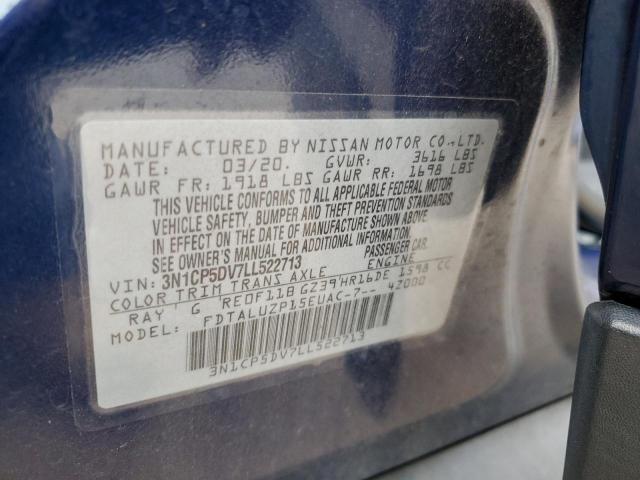 MANUFACTURED BY NISSAN MOTOR CO.,LTD.
DATE: 03/20. GVWR: 3616 LBS
GAWR FR: 1918 LBS GAWR RR: 1698 LBS
THIS VEHICLE CONFORMS TO ALL APPLICABLE FEDERAL MOTOR
VEHICLE SAFETY, BUMPER AND THEFT PREVENTION STANDARDS
IN EFFECT ON THE DATE OF MANUFACTURE SHOWN ABOVE.
SEE OWNER'S MANUAL FOR ADDITIONAL INFORMATION.
VIN: 3N1CP5DV7LL522713 PASSENGER CAR
COLOR TRIM TRANS AXLE ENGINE
RAY G RE0F11B GZ39 HR16DE 1598 CC
MODEL: FDTALUZP15EUAC-7-- 42000
3N1CP5DV7LL522713